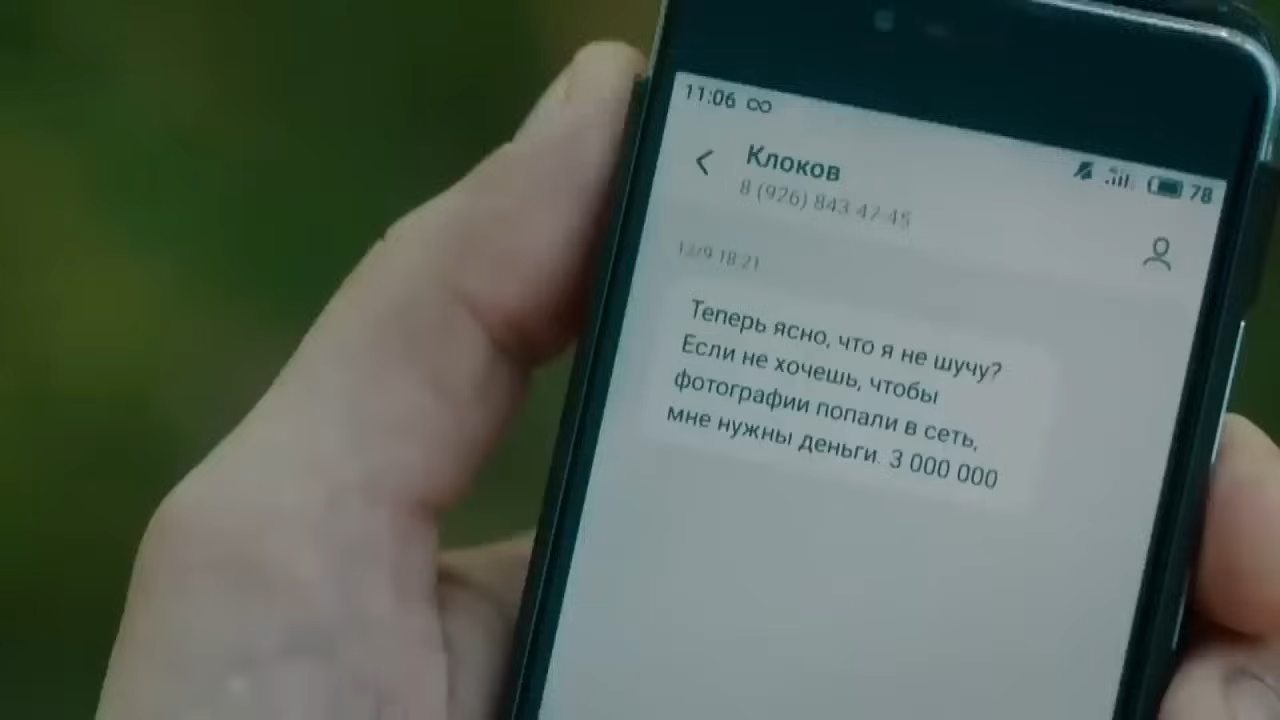 11:06
78
Клоков
8 (926) 843 42 45
12/9 18:21
Теперь ясно, что я не шучу?
Если не хочешь, чтобы
фотографии попали в сеть,
мне нужны деньги. 3 000 000